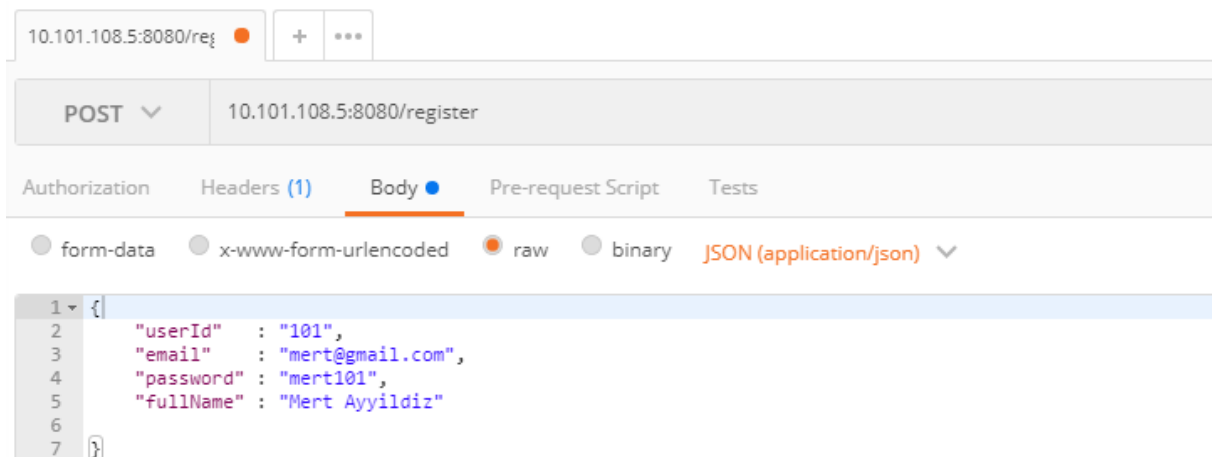 10.101.108.5:8080/reg
POST 10.101.108.5:8080/register
Authorization Headers (1) Body Pre-request Script Tests
form-data x-www-form-urlencoded raw binary JSON (application/json)
1 {
2 "userId" : "101",
3 "email" : "mert@gmail.com",
4 "password" : "mert101",
5 "fullName" : "Mert Ayyildiz"
6
7 }